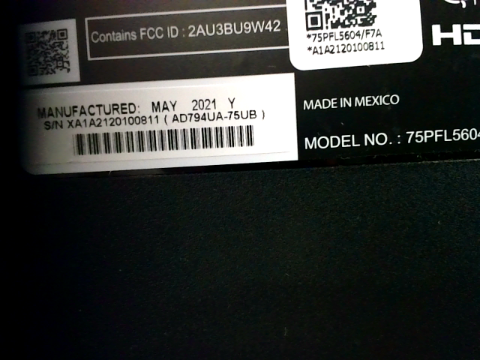 Contains FCC ID : 2AU3BU9W42
*75PFL5604/F7A
*A1A2120100811
MANUFACTURED: MAY 2021 Y
S/N XA1A2120100811 ( AD794UA-75UB )
MADE IN MEXICO
MODEL NO. : 75PFL5604